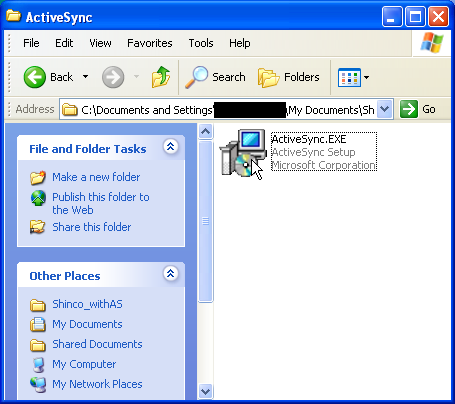 ActiveSync
File Edit View Favorites Tools Help
Back Search Folders
Address C:\Documents and Settings \My Documents\Sh Go
File and Folder Tasks
Make a new folder
Publish this folder to
the Web
Share this folder
Other Places
Shinco_withAS
My Documents
Shared Documents
My Computer
My Network Places
ActiveSync.EXE
ActiveSync Setup
Microsoft Corporation